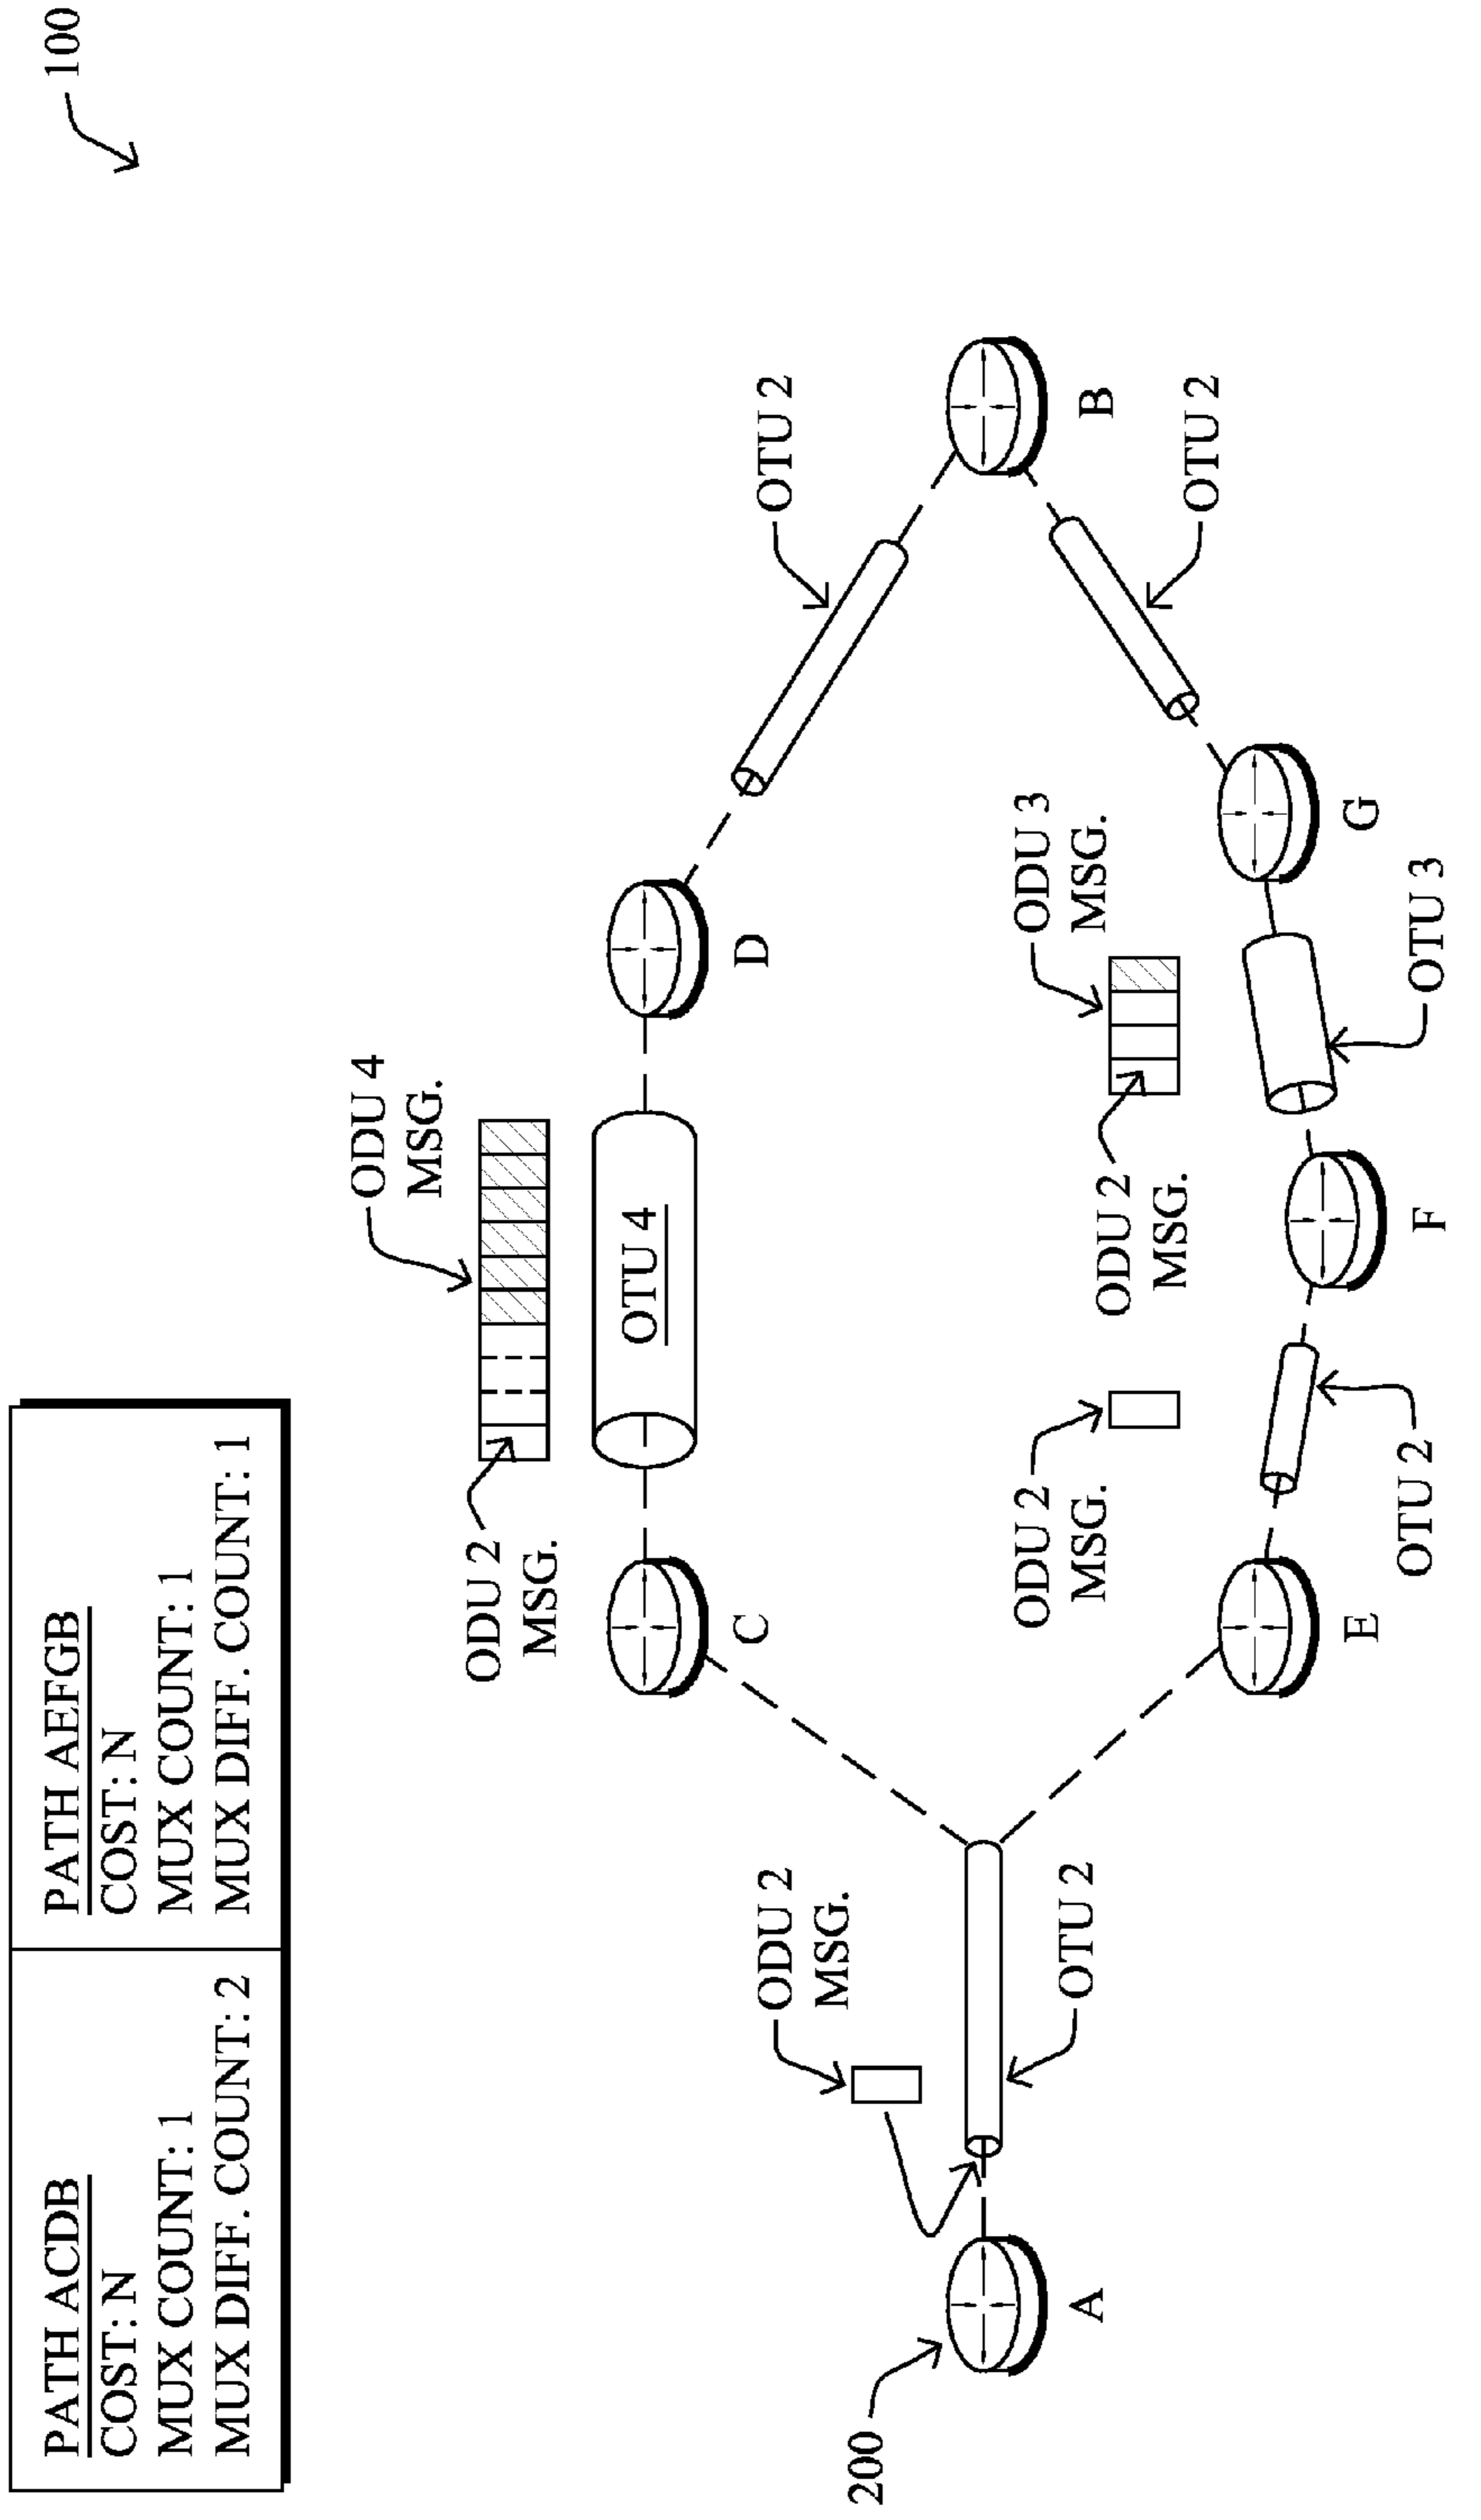 PATH ACDB
COST: N
MUX COUNT: 1
MUX DIFF. COUNT: 2
PATH AEFGB
COST: N
MUX COUNT: 1
MUX DIFF. COUNT: 1
100
ODU 4
MSG.
ODU 2
MSG.
OTU 4
C
D
OTU 2
ODU 2
MSG.
200
A
OTU 2
B
ODU 2
MSG.
ODU 2
MSG.
ODU 3
MSG.
OTU 2
E
OTU 2
F
OTU 3
G